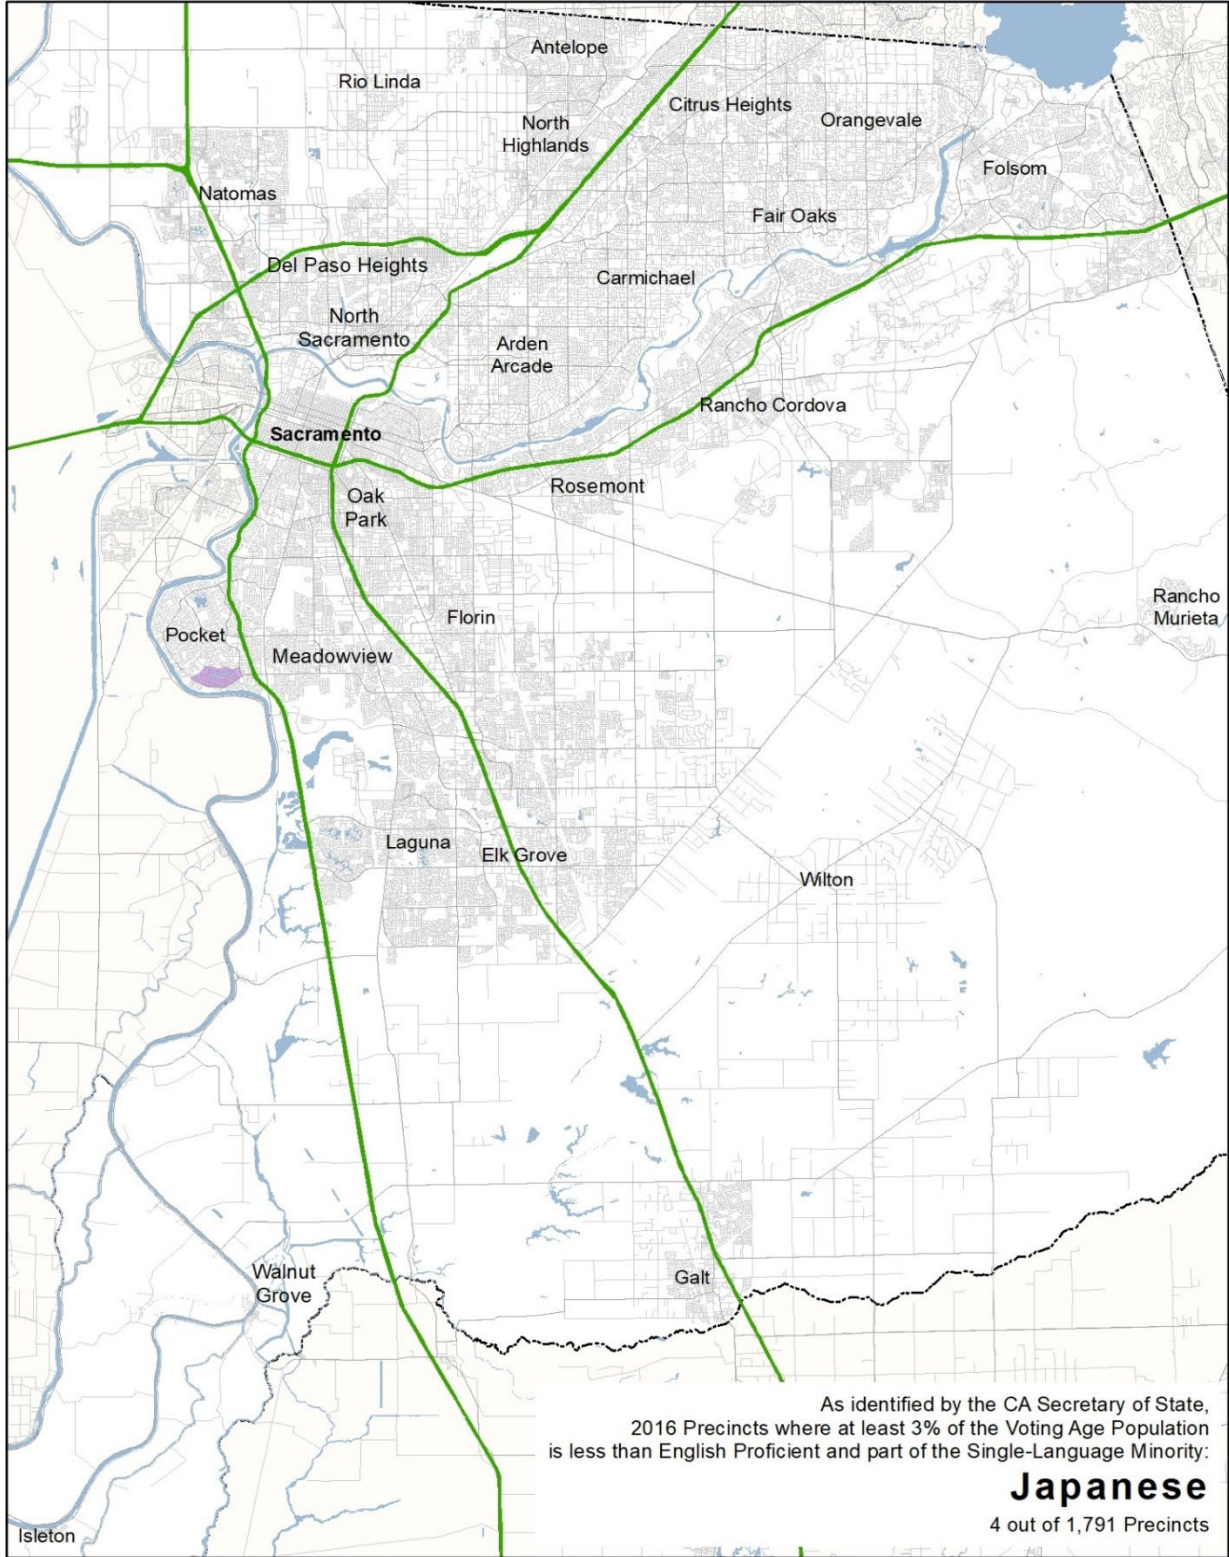 Antelope
Rio Linda
Citrus Heights
Orangevale
North
Highlands
Folsom
Natomas
Fair Oaks
Del Paso Heights
Carmichael
North
Sacramento
Arden
Arcade
Rancho Cordova
Sacramento
Rosemont
Oak
Park
Rancho
Murieta
Florin
Pocket
Meadowview
Laguna
Elk Grove
Wilton
Walnut
Grove
Galt
As identified by the CA Secretary of State,
2016 Precincts where at least 3% of the Voting Age Population
is less than English Proficient and part of the Single-Language Minority:
Japanese
4 out of 1,791 Precincts
Isleton